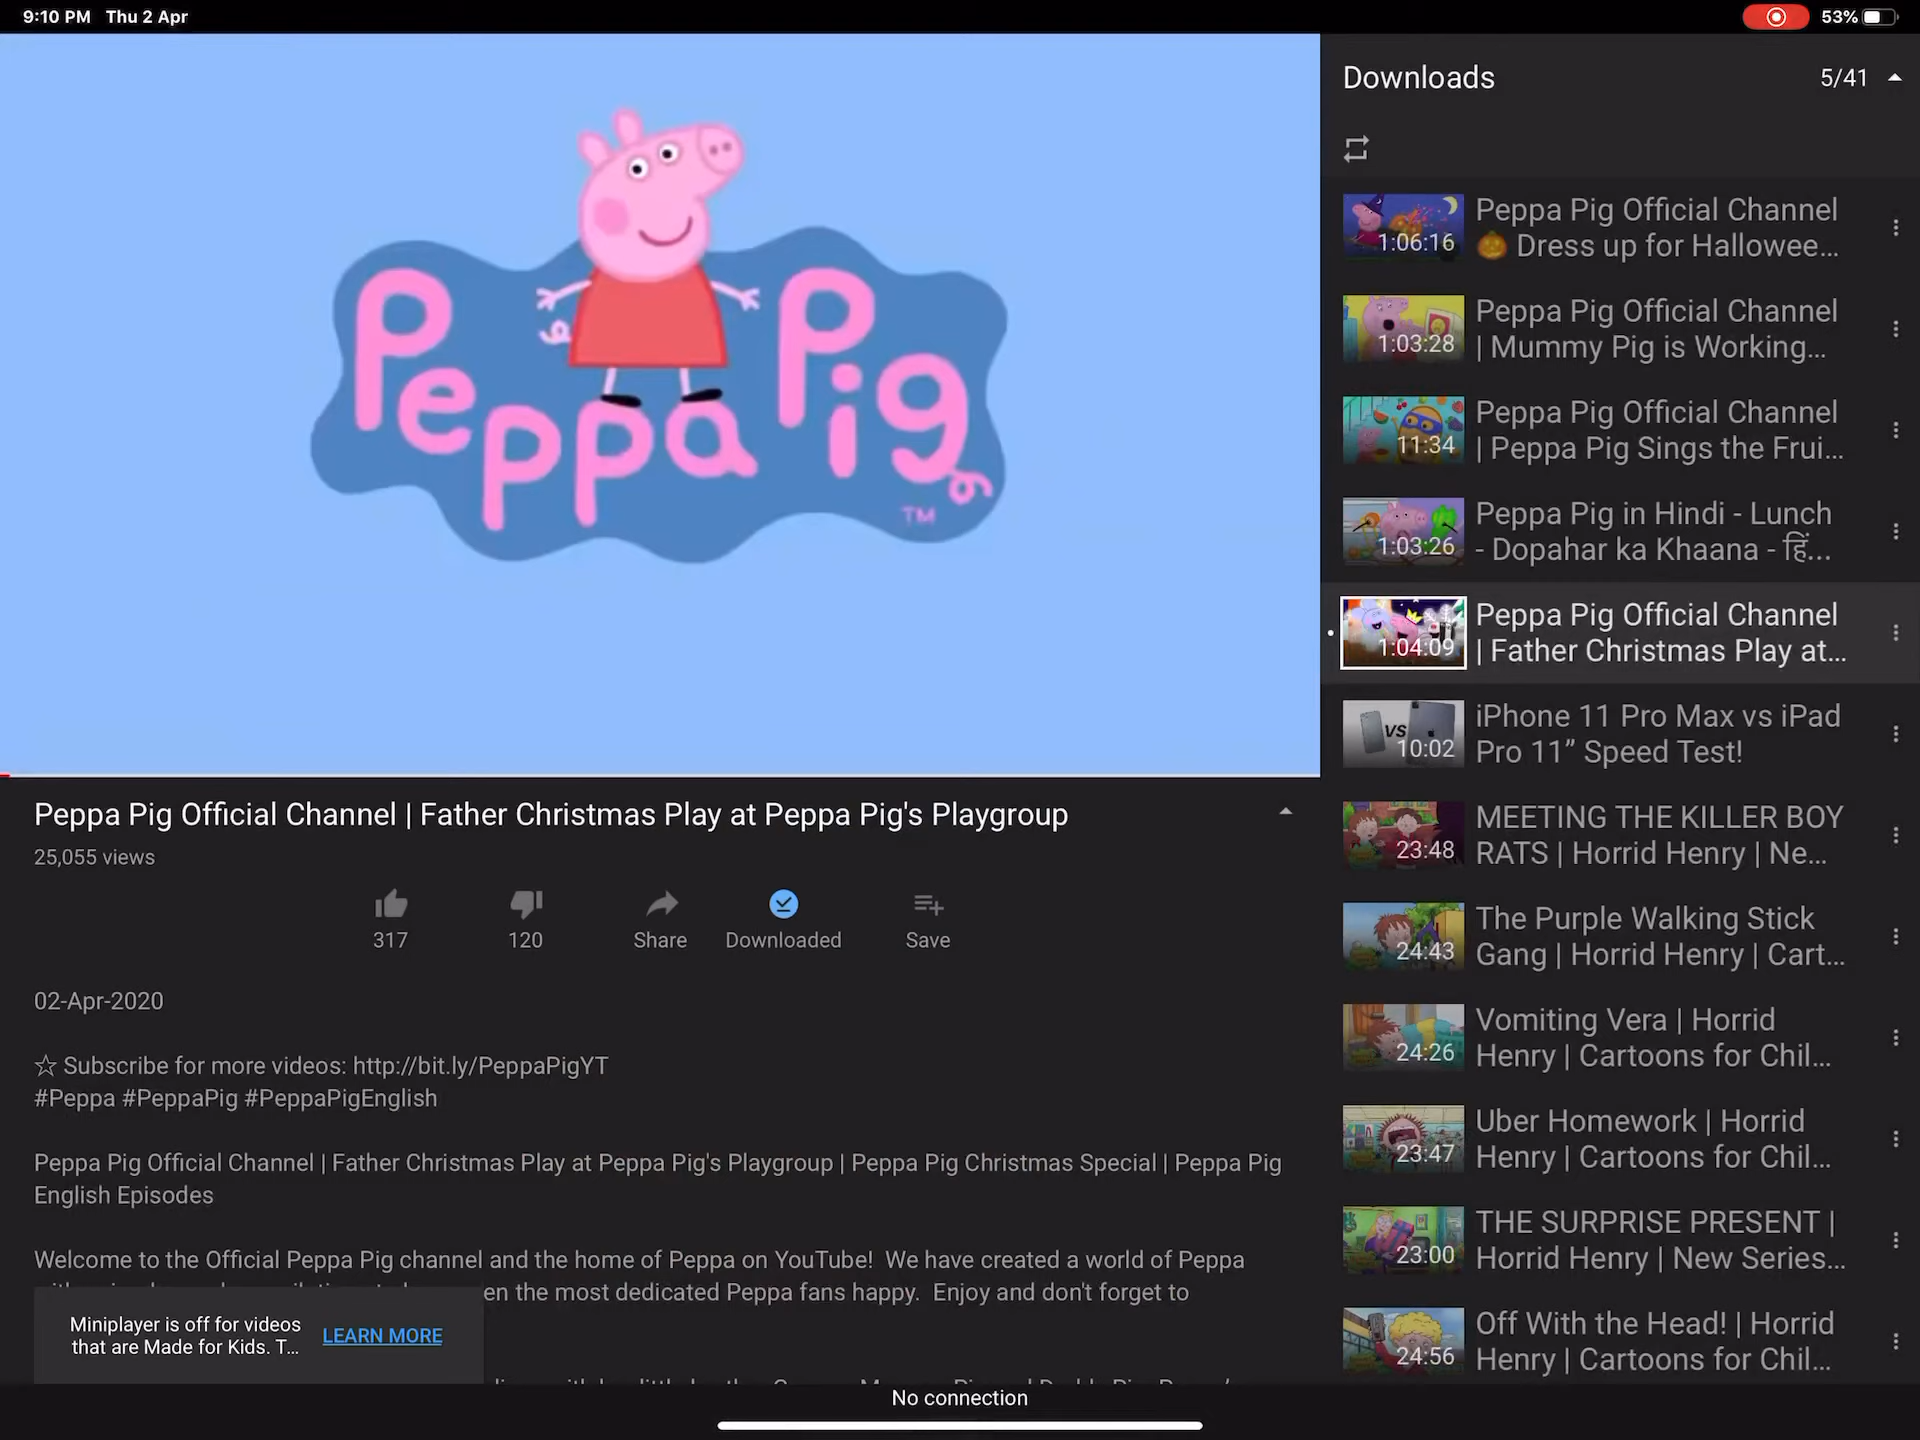 9:10 PM Thu 2 Apr
53%
Peppa Pig
TM
Peppa Pig Official Channel | Father Christmas Play at Peppa Pig's Playgroup
25,055 views
317
120
Share
Downloaded
Save
02-Apr-2020
☆ Subscribe for more videos: http://bit.ly/PeppaPigYT
#Peppa #PeppaPig #PeppaPigEnglish
Peppa Pig Official Channel | Father Christmas Play at Peppa Pig's Playgroup | Peppa Pig Christmas Special | Peppa Pig
English Episodes
Welcome to the Official Peppa Pig channel and the home of Peppa on YouTube! We have created a world of Peppa
en the most dedicated Peppa fans happy. Enjoy and don't forget to
Miniplayer is off for videos
that are Made for Kids. T...
LEARN MORE
No connection
Downloads
5/41
Peppa Pig Official Channel
🎃 Dress up for Hallowee...
1:06:16
Peppa Pig Official Channel
| Mummy Pig is Working...
1:03:28
Peppa Pig Official Channel
| Peppa Pig Sings the Frui...
11:34
Peppa Pig in Hindi - Lunch
- Dopahar ka Khaana - हिं...
1:03:26
Peppa Pig Official Channel
| Father Christmas Play at...
1:04:09
iPhone 11 Pro Max vs iPad
Pro 11” Speed Test!
VS
10:02
MEETING THE KILLER BOY
RATS | Horrid Henry | Ne...
23:48
The Purple Walking Stick
Gang | Horrid Henry | Cart...
24:43
Vomiting Vera | Horrid
Henry | Cartoons for Chil...
24:26
Uber Homework | Horrid
Henry | Cartoons for Chil...
23:47
THE SURPRISE PRESENT |
Horrid Henry | New Series...
23:00
Off With the Head! | Horrid
Henry | Cartoons for Chil...
24:56